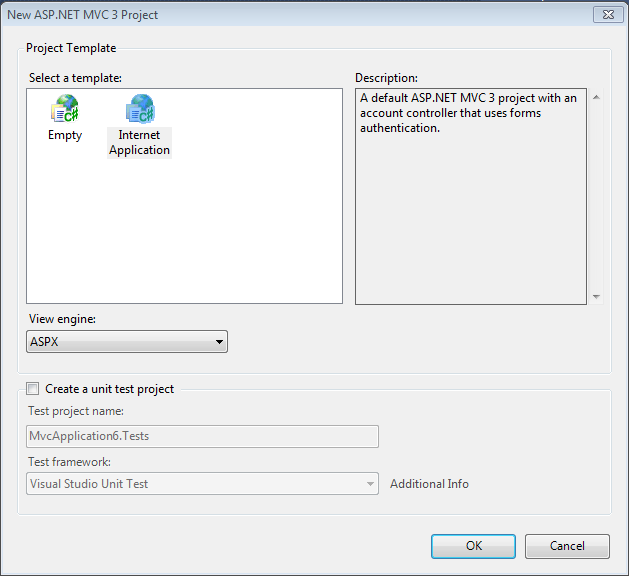 New ASP.NET MVC 3 Project
Project Template
Select a template:
Description:
Empty
Internet
Application
A default ASP.NET MVC 3 project with an
account controller that uses forms
authentication.
View engine:
ASPX
Create a unit test project
Test project name:
MvcApplication6.Tests
Test framework:
Visual Studio Unit Test
Additional Info
OK
Cancel